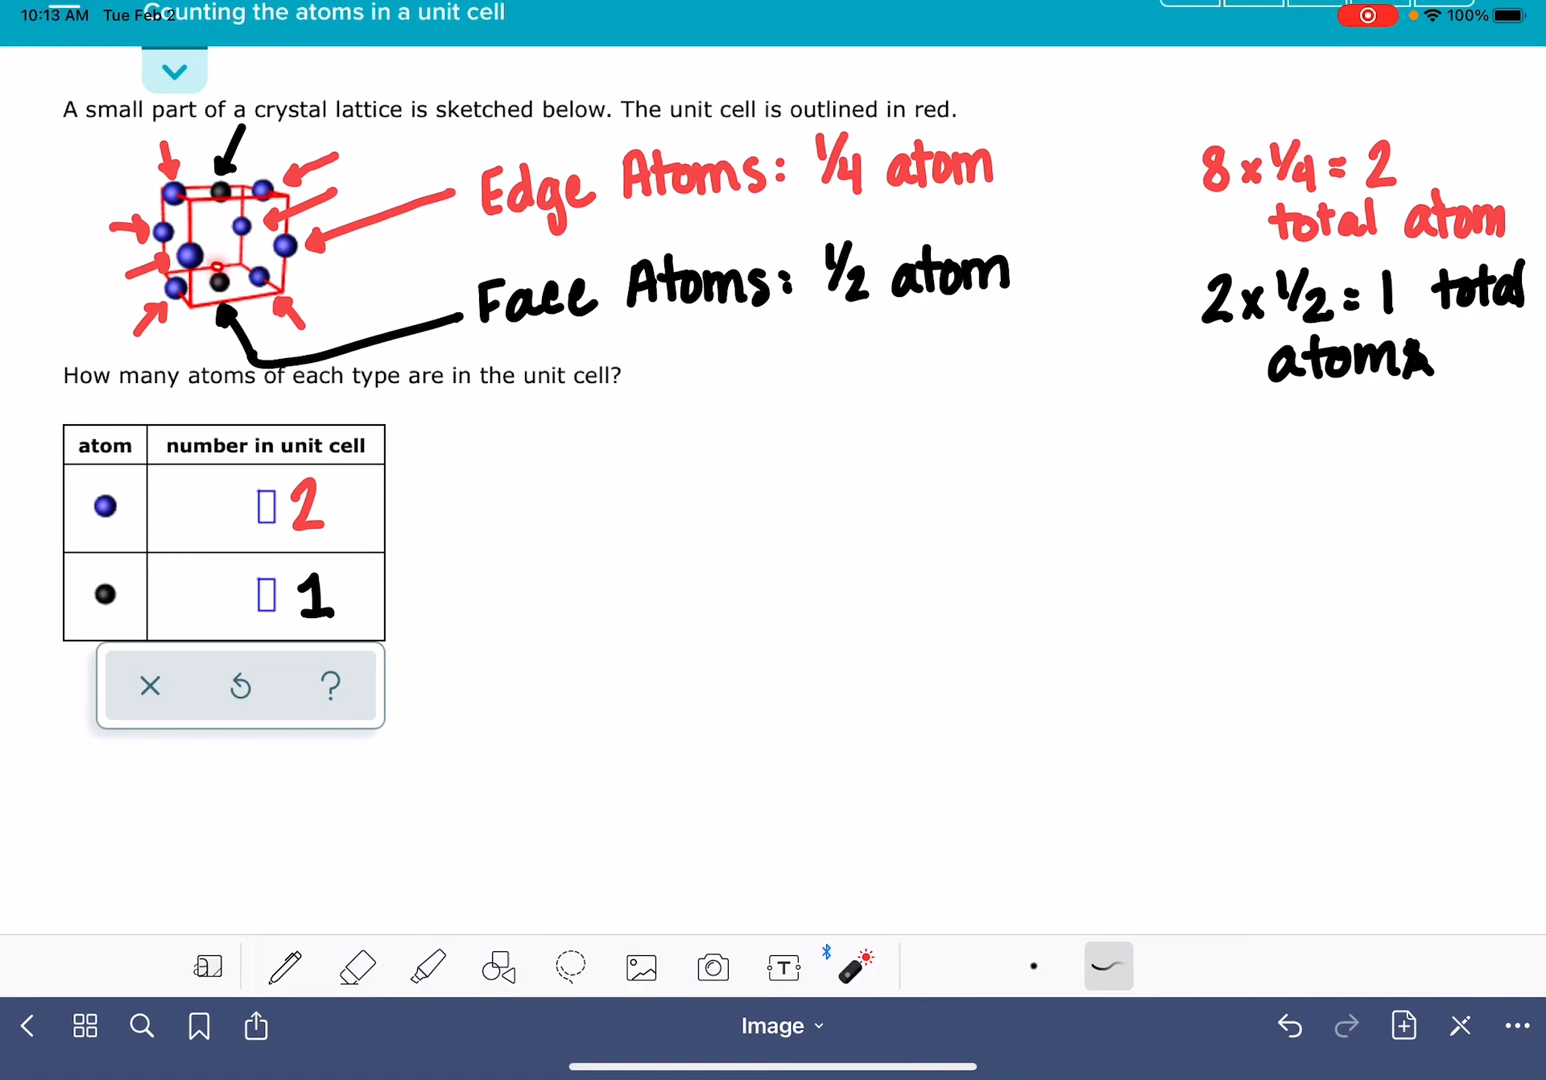 10:13 AM Tue Feb 2
Counting the atoms in a unit cell
100%
A small part of a crystal lattice is sketched below. The unit cell is outlined in red.
Edge Atoms: 1/4 atom
8 x 1/4 = 2
total atom
Face Atoms: 1/2 atom
2 x 1/2 = 1 total
atoms
How many atoms of each type are in the unit cell?
atom number in unit cell
2
1
X ?
T
Image